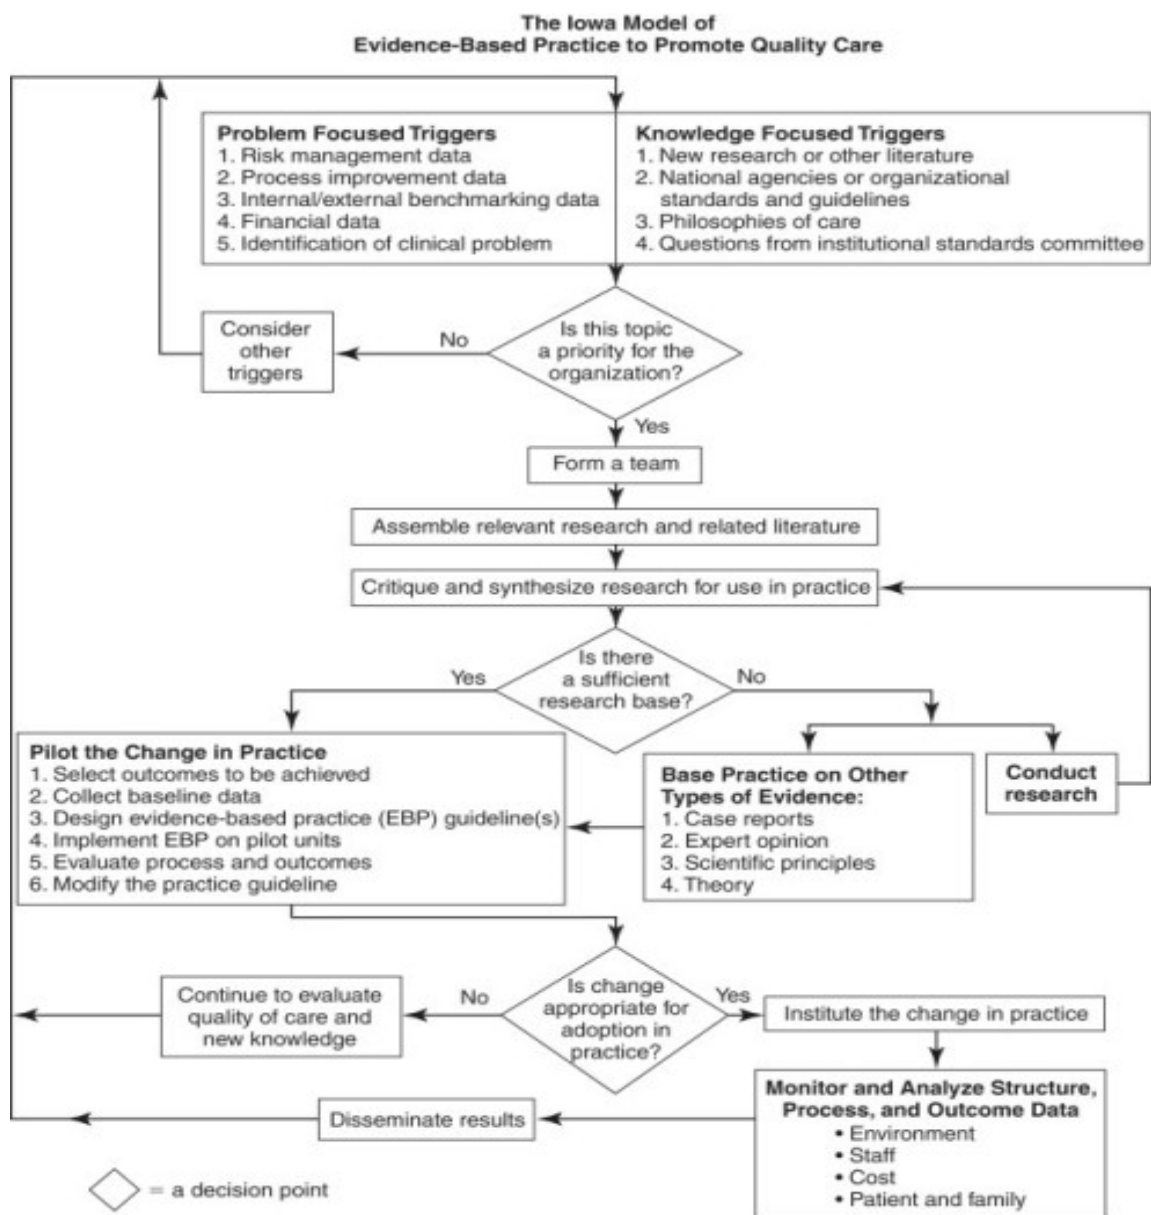 The Iowa Model of
Evidence-Based Practice to Promote Quality Care
Problem Focused Triggers
1. Risk management data
2. Process improvement data
3. Internal/external benchmarking data
4. Financial data
5. Identification of clinical problem
Knowledge Focused Triggers
1. New research or other literature
2. National agencies or organizational
standards and guidelines
3. Philosophies of care
4. Questions from institutional standards committee
Consider
other
triggers
No
Is this topic
a priority for the
organization?
Yes
Form a team
Assemble relevant research and related literature
Critique and synthesize research for use in practice
Yes
Is there
a sufficient
research base?
No
Pilot the Change in Practice
1. Select outcomes to be achieved
2. Collect baseline data
3. Design evidence-based practice (EBP) guideline(s)
4. Implement EBP on pilot units
5. Evaluate process and outcomes
6. Modify the practice guideline
Base Practice on Other
Types of Evidence:
1. Case reports
2. Expert opinion
3. Scientific principles
4. Theory
Conduct
research
Continue to evaluate
quality of care and
new knowledge
No
Is change
appropriate for
adoption in
practice?
Yes
Institute the change in practice
Monitor and Analyze Structure,
Process, and Outcome Data
• Environment
• Staff
• Cost
• Patient and family
Disseminate results
= a decision point